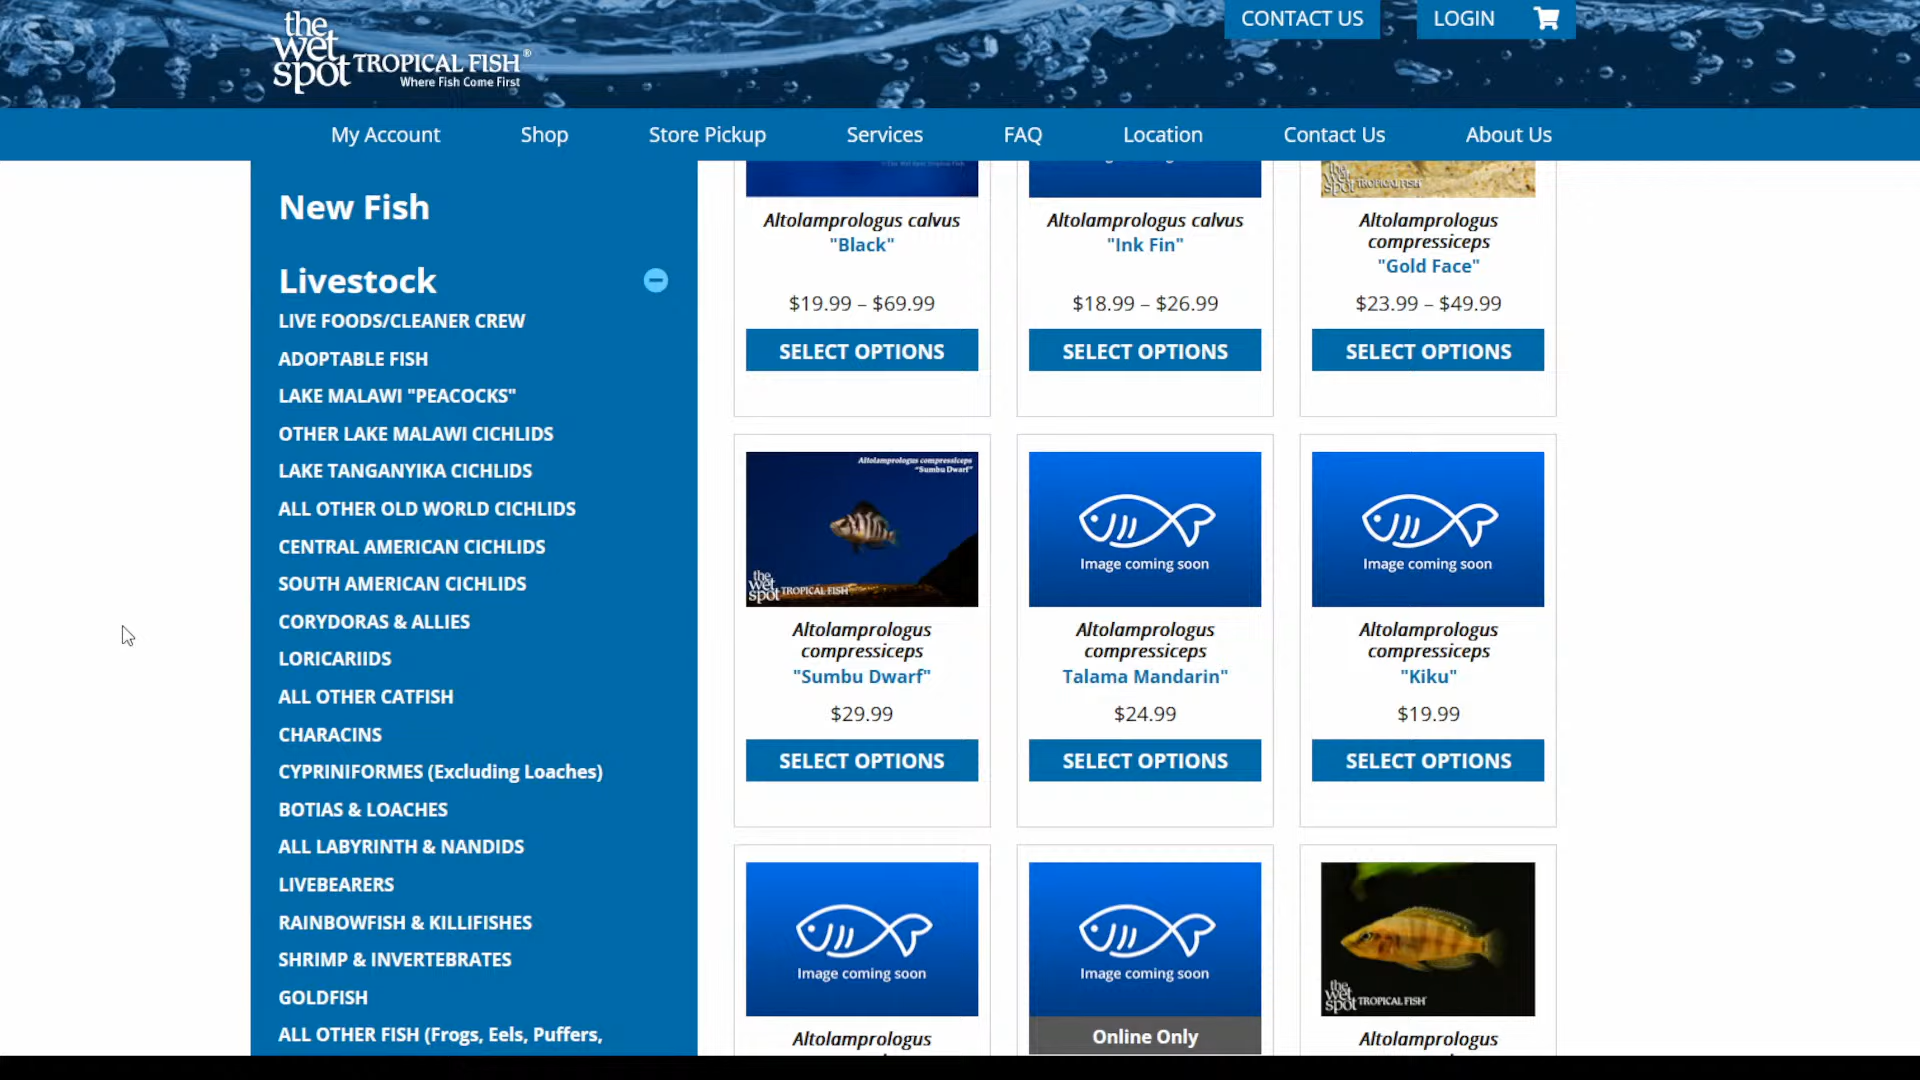 the
wet
spot TROPICAL FISH®
Where Fish Come First
CONTACT US
LOGIN
My Account
Shop
Store Pickup
Services
FAQ
Location
Contact Us
About Us
New Fish
Livestock
LIVE FOODS/CLEANER CREW
ADOPTABLE FISH
LAKE MALAWI "PEACOCKS"
OTHER LAKE MALAWI CICHLIDS
LAKE TANGANYIKA CICHLIDS
ALL OTHER OLD WORLD CICHLIDS
CENTRAL AMERICAN CICHLIDS
SOUTH AMERICAN CICHLIDS
CORYDORAS & ALLIES
LORICARIIDS
ALL OTHER CATFISH
CHARACINS
CYPRINIFORMES (Excluding Loaches)
BOTIAS & LOACHES
ALL LABYRINTH & NANDIDS
LIVEBEARERS
RAINBOWFISH & KILLIFISHES
SHRIMP & INVERTEBRATES
GOLDFISH
ALL OTHER FISH (Frogs, Eels, Puffers,
Altolamprologus calvus
"Black"
$19.99 – $69.99
SELECT OPTIONS
Altolamprologus calvus
"Ink Fin"
$18.99 – $26.99
SELECT OPTIONS
the
wet
spot TROPICAL FISH
Altolamprologus
compressiceps
"Gold Face"
$23.99 – $49.99
SELECT OPTIONS
Altolamprologus compressiceps
"Sumbu Dwarf"
the
wet
spot TROPICAL FISH
Altolamprologus
compressiceps
"Sumbu Dwarf"
$29.99
SELECT OPTIONS
Image coming soon
Altolamprologus
compressiceps
Talama Mandarin"
$24.99
SELECT OPTIONS
Image coming soon
Altolamprologus
compressiceps
"Kiku"
$19.99
SELECT OPTIONS
Image coming soon
Altolamprologus
Image coming soon
Online Only
the
wet
spot TROPICAL FISH
Altolamprologus